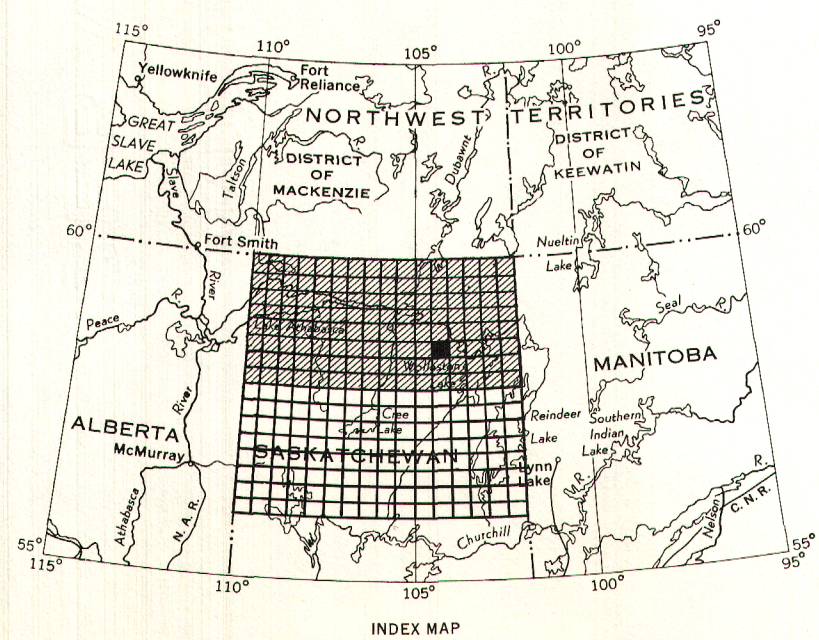 115°
110°
105°
100°
95°
Yellowknife
Fort
Reliance
R.
NORTHWEST TERRITORIES
GREAT
SLAVE
LAKE
Slave
Taltson
R.
DISTRICT
OF
MACKENZIE
Dubawnt
DISTRICT
OF
KEEWATIN
60°
Fort Smith
Nueltin
Lake
60°
River
R.
Peace
Lake Athabasca
Seal R.
Wollaston
Lake
MANITOBA
River
Cree
Lake
Reindeer
Lake
Southern
Indian
Lake
ALBERTA
McMurray
SASKATCHEWAN
Lynn
Lake
R.
R.
Athabasca
N. A. R.
Churchill
Nelson
C. N. R.
55°
115°
110°
105°
100°
55°
95°
INDEX MAP